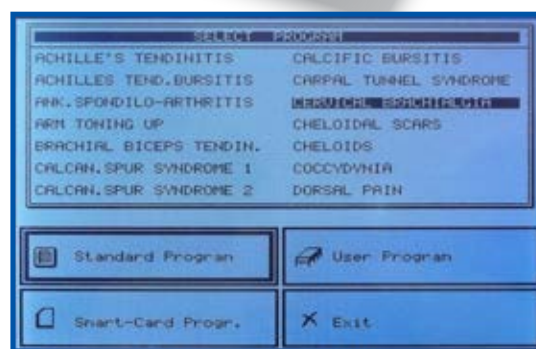 SELECT PROGRAM
ACHILLE'S TENDINITIS
ACHILLES TEND.BURSITIS
ANK.SPONDILO-ARTHRITIS
ARM TONING UP
BRACHIAL BICEPS TENDIN.
CALCAN.SPUR SYNDROME 1
CALCAN.SPUR SYNDROME 2
CALCIFIC BURSITIS
CARPAL TUNNEL SYNDROME
CERVICAL BRACHIALGIA
CHELOIDAL SCARS
CHELOIDS
COCCYDYNIA
DORSAL PAIN
Standard Program
User Program
Smart-Card Progr.
Exit